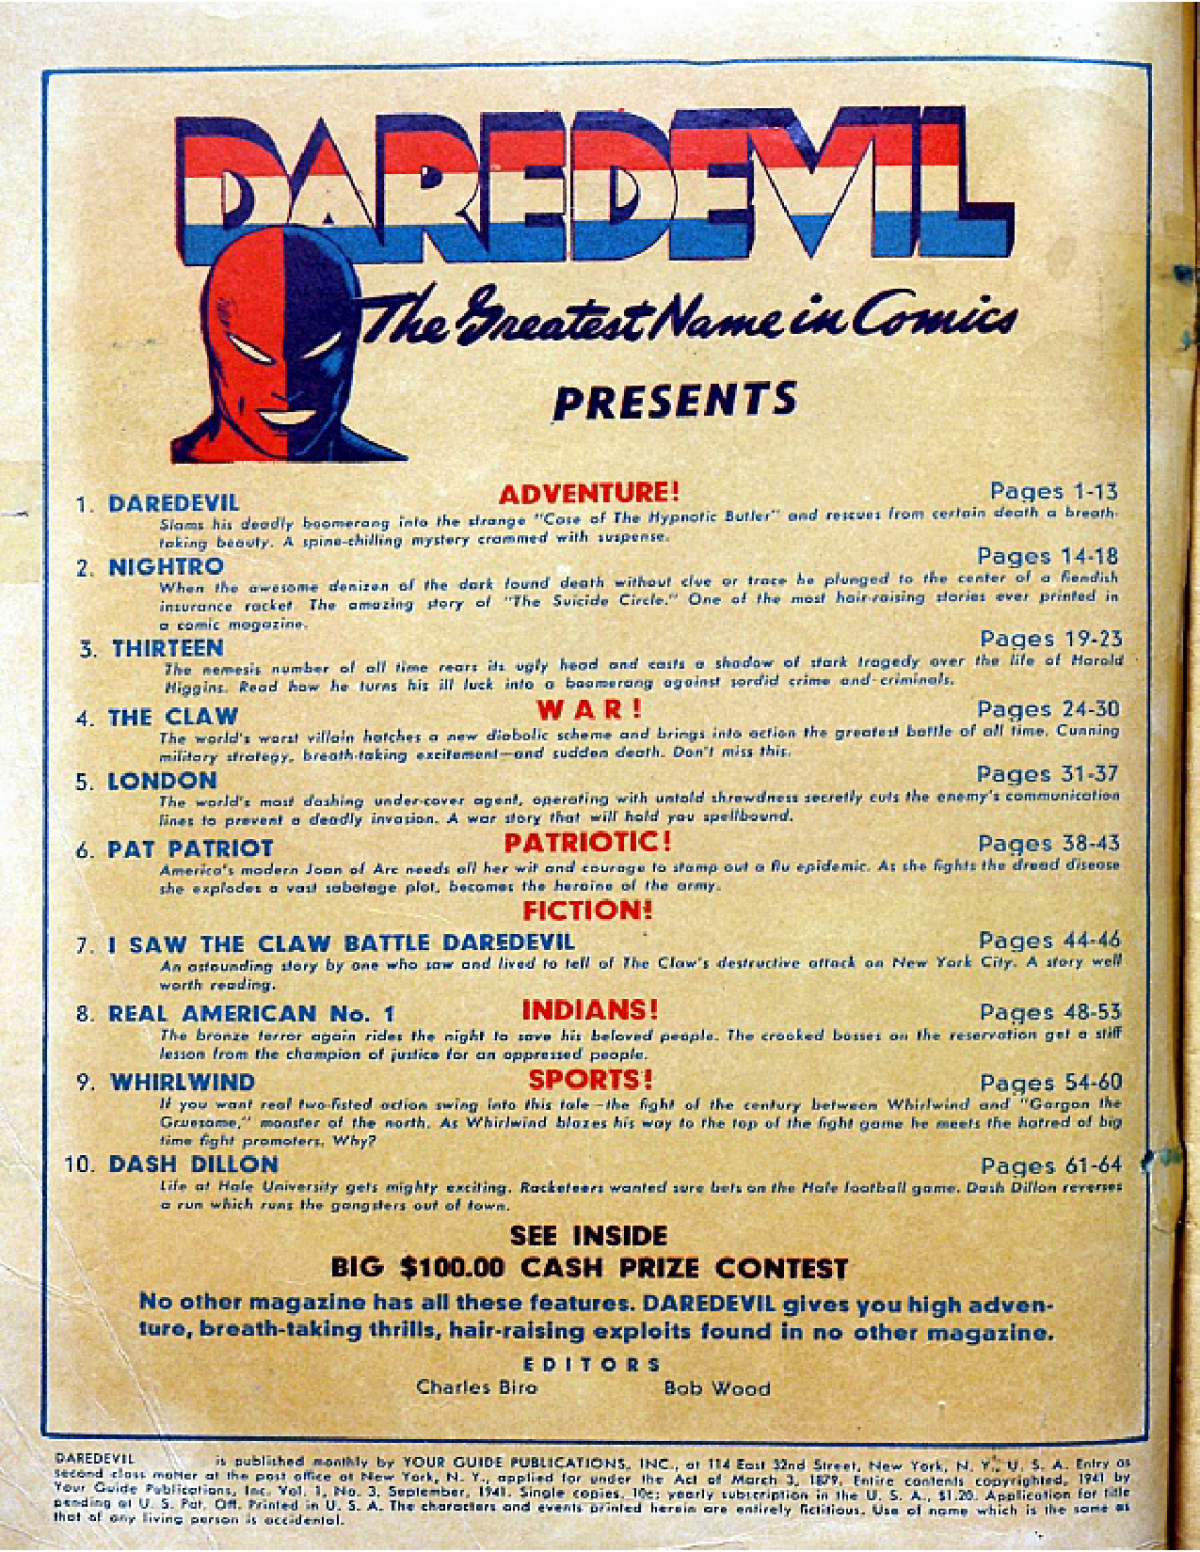 DAREDEVIL
The Greatest Name in Comics
PRESENTS
ADVENTURE!
1. DAREDEVIL Pages 1-13
Slams his deadly boomerang into the strange "Case of The Hypnotic Butler" and rescues from certain death a breath-
taking beauty. A spine-chilling mystery crammed with suspense.
2. NIGHTRO Pages 14-18
When the awesome denizen of the dark found death without clue or trace he plunged to the center of a fiendish
insurance racket. The amazing story of "The Suicide Circle." One of the most hair-raising stories ever printed in
a comic magazine.
3. THIRTEEN Pages 19-23
The nemesis number of all time rears its ugly head and casts a shadow of stark tragedy over the life of Harold
Higgins. Read how he turns his ill luck into a boomerang against sordid crime and criminals.
WAR!
4. THE CLAW Pages 24-30
The world's worst villain hatches a new diabolic scheme and brings into action the greatest battle of all time. Cunning
military strategy, breath-taking excitement—and sudden death. Don't miss this.
5. LONDON Pages 31-37
The world's most dashing under-cover agent, operating with untold shrewdness secretly cuts the enemy's communication
lines to prevent a deadly invasion. A war story that will hold you spellbound.
PATRIOTIC!
6. PAT PATRIOT Pages 38-43
America's modern Joan of Arc needs all her wit and courage to stamp out a flu epidemic. As she fights the dread disease
she explodes a vast sabotage plot, becomes the heroine of the army.
FICTION!
7. I SAW THE CLAW BATTLE DAREDEVIL Pages 44-46
An astounding story by one who saw and lived to tell of The Claw's destructive attack on New York City. A story well
worth reading.
INDIANS!
8. REAL AMERICAN No. 1 Pages 48-53
The bronze terror again rides the night to save his beloved people. The crooked bosses on the reservation get a stiff
lesson from the champion of justice for an oppressed people.
SPORTS!
9. WHIRLWIND Pages 54-60
If you want real two-fisted action swing into this tale—the fight of the century between Whirlwind and "Gargon the
Gruesome," monster of the north. As Whirlwind blazes his way to the top of the fight game he meets the hatred of big
time fight promoters. Why?
10. DASH DILLON Pages 61-64
Life at Hale University gets mighty exciting. Racketeers wanted sure bets on the Hale football game. Dash Dillon reverses
a run which runs the gangsters out of town.
SEE INSIDE
BIG $100.00 CASH PRIZE CONTEST
No other magazine has all these features. DAREDEVIL gives you high adven-
ture, breath-taking thrills, hair-raising exploits found in no other magazine.
EDITORS
Charles Biro Bob Wood
DAREDEVIL is published monthly by YOUR GUIDE PUBLICATIONS, INC., at 114 East 32nd Street, New York, N. Y., U. S. A. Entry as
second class matter at the post office at New York, N. Y., applied for under the Act of March 3, 1879. Entire contents copyrighted, 1941 by
Your Guide Publications, Inc. Vol. 1, No. 3, September, 1941. Single copies, 10c; yearly subscription in the U. S. A., $1.20. Application for title
pending at U. S. Pat. Off. Printed in U. S. A. The characters and events printed herein are entirely fictitious. Use of name which is the same as
that of any living person is accidental.